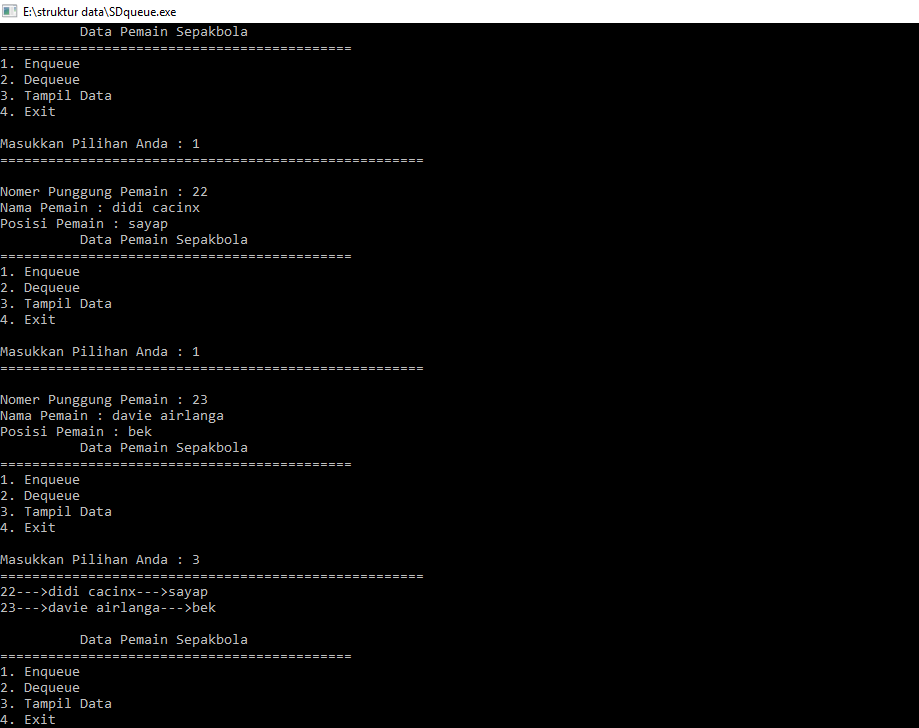 E:\struktur data\SDqueue.exe
Data Pemain Sepakbola
============================================
1. Enqueue
2. Dequeue
3. Tampil Data
4. Exit
Masukkan Pilihan Anda : 1
=====================================================
Nomer Punggung Pemain : 22
Nama Pemain : didi cacinx
Posisi Pemain : sayap
Data Pemain Sepakbola
============================================
1. Enqueue
2. Dequeue
3. Tampil Data
4. Exit
Masukkan Pilihan Anda : 1
=====================================================
Nomer Punggung Pemain : 23
Nama Pemain : davie airlanga
Posisi Pemain : bek
Data Pemain Sepakbola
============================================
1. Enqueue
2. Dequeue
3. Tampil Data
4. Exit
Masukkan Pilihan Anda : 3
=====================================================
22--->didi cacinx--->sayap
23--->davie airlanga--->bek
Data Pemain Sepakbola
============================================
1. Enqueue
2. Dequeue
3. Tampil Data
4. Exit